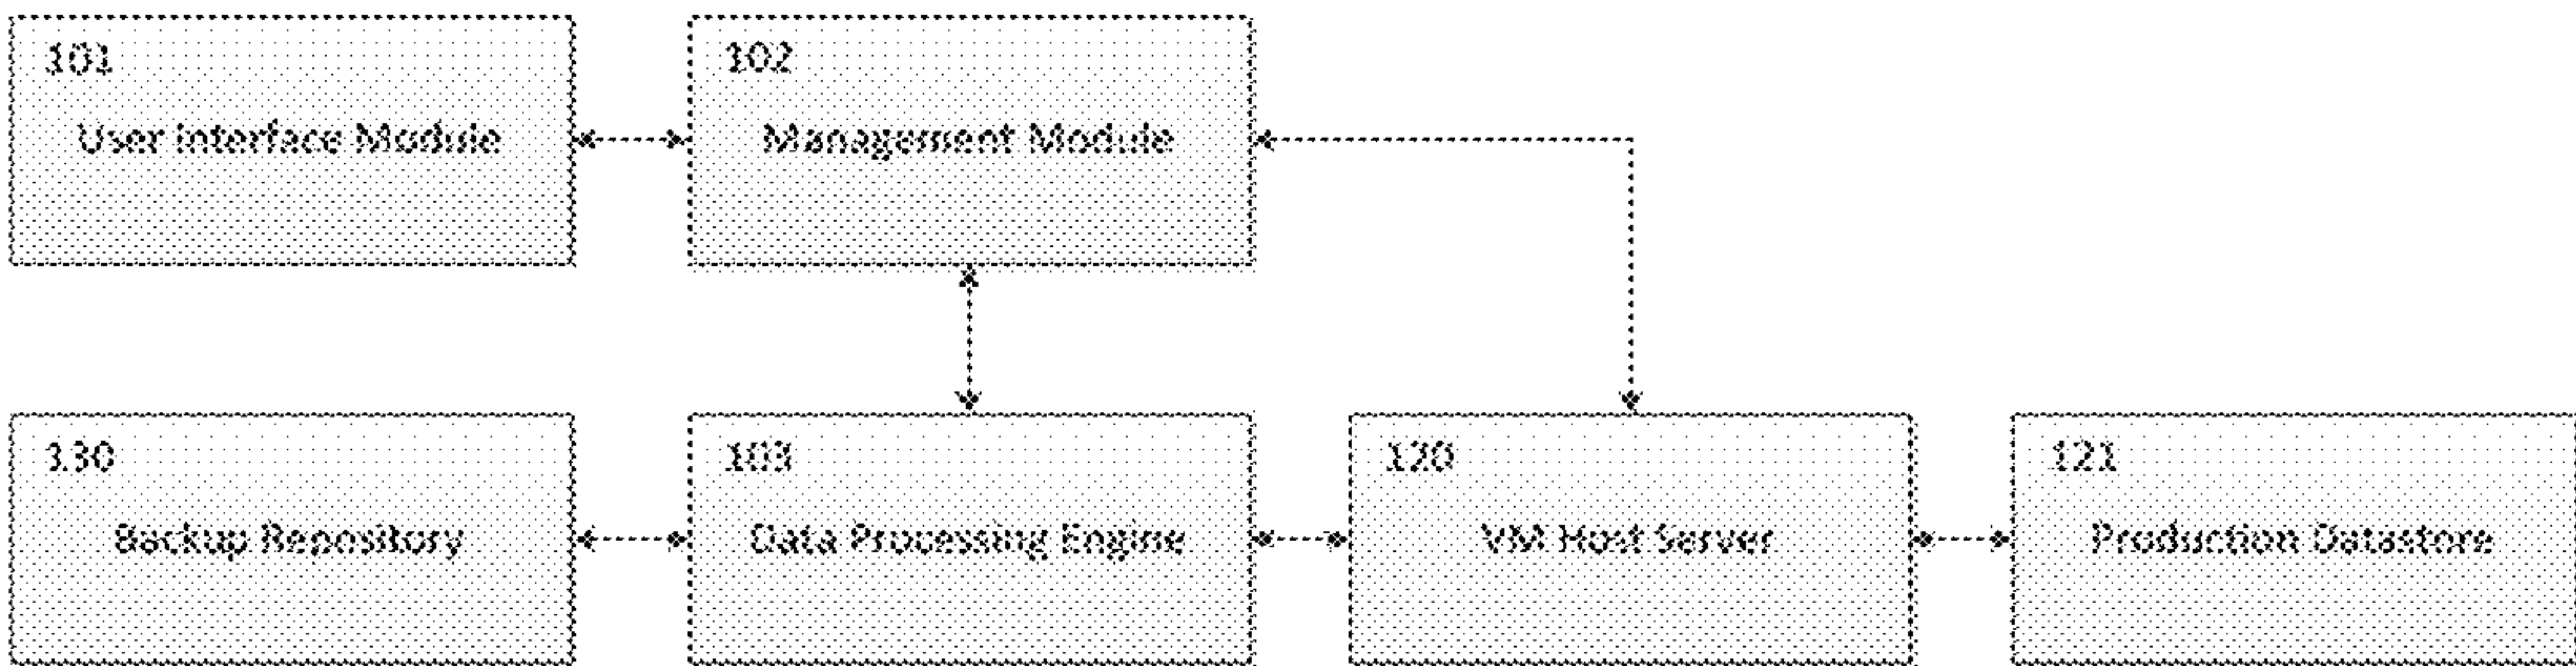 101
User Interface Module
102
Management Module
130
Backup Repository
103
Data Processing Engine
120
VM Host Server
121
Production Datastore